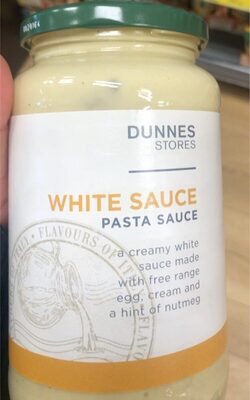 DUNNES
STORES
WHITE SAUCE
PASTA SAUCE
a creamy white
sauce made
with free range
egg, cream and
a hint of nutmeg
FLAVOURS OF IT